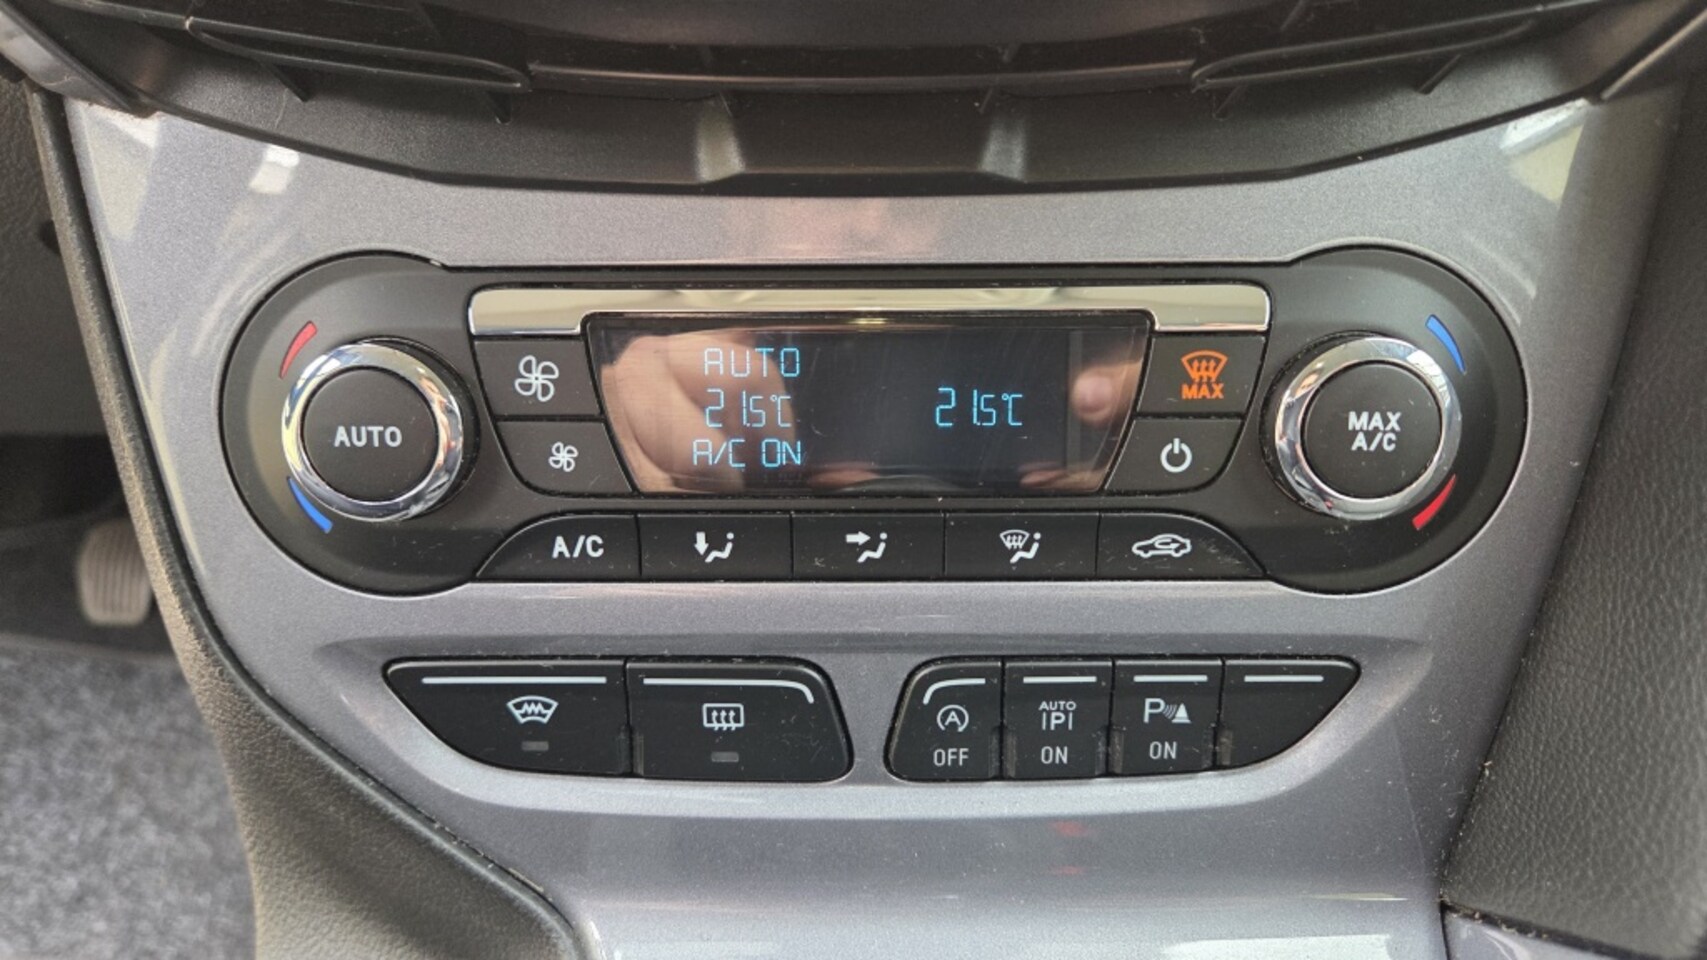 AUTO
21.5°C 21.5°C
A/C ON
AUTO
MAX
MAX
A/C
A/C
OFF
AUTO
|P|
ON
P
ON